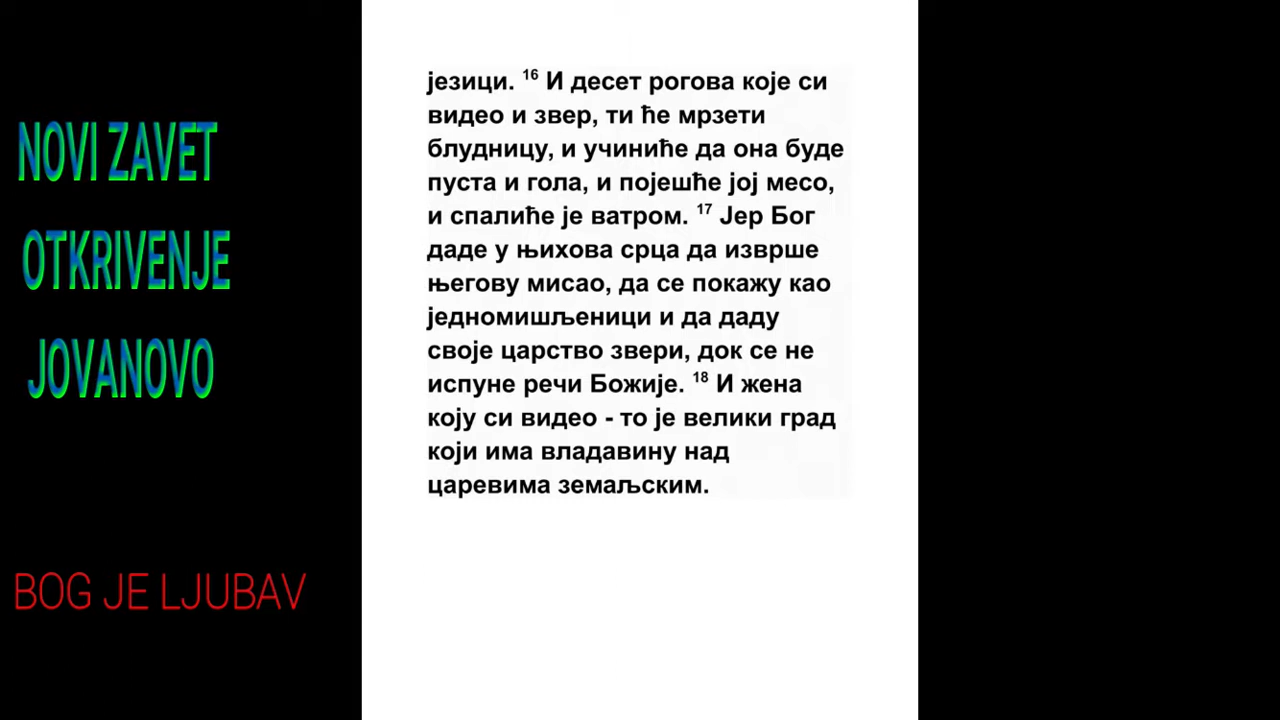 NOVI ZAVET
OTKRIVENJE
JOVANOVO
BOG JE LJUBAV
језици. 16 И десет рогова које си
видео и звер, ти ће мрзети
блудницу, и учиниће да она буде
пуста и гола, и појешће јој месо,
и спалиће је ватром. 17 Јер Бог
даде у њихова срца да изврше
његову мисао, да се покажу као
једномишљеници и да даду
своје царство звери, док се не
испуне речи Божије. 18 И жена
коју си видео - то је велики град
који има владавину над
царевима земаљским.